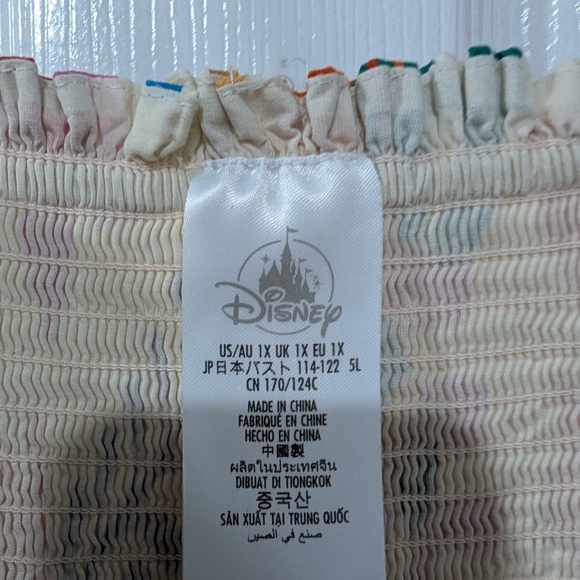 Disney
US/AU 1X UK 1X EU 1X
JP日本バスト 114-122 5L
CN 170/124C
MADE IN CHINA
FABRIQUÉ EN CHINE
HECHO EN CHINA
中國製
ผลิตในประเทศจีน
DIBUAT DI TIONGKOK
중국산
SẢN XUẤT TẠI TRUNG QUỐC
صنع في الصين